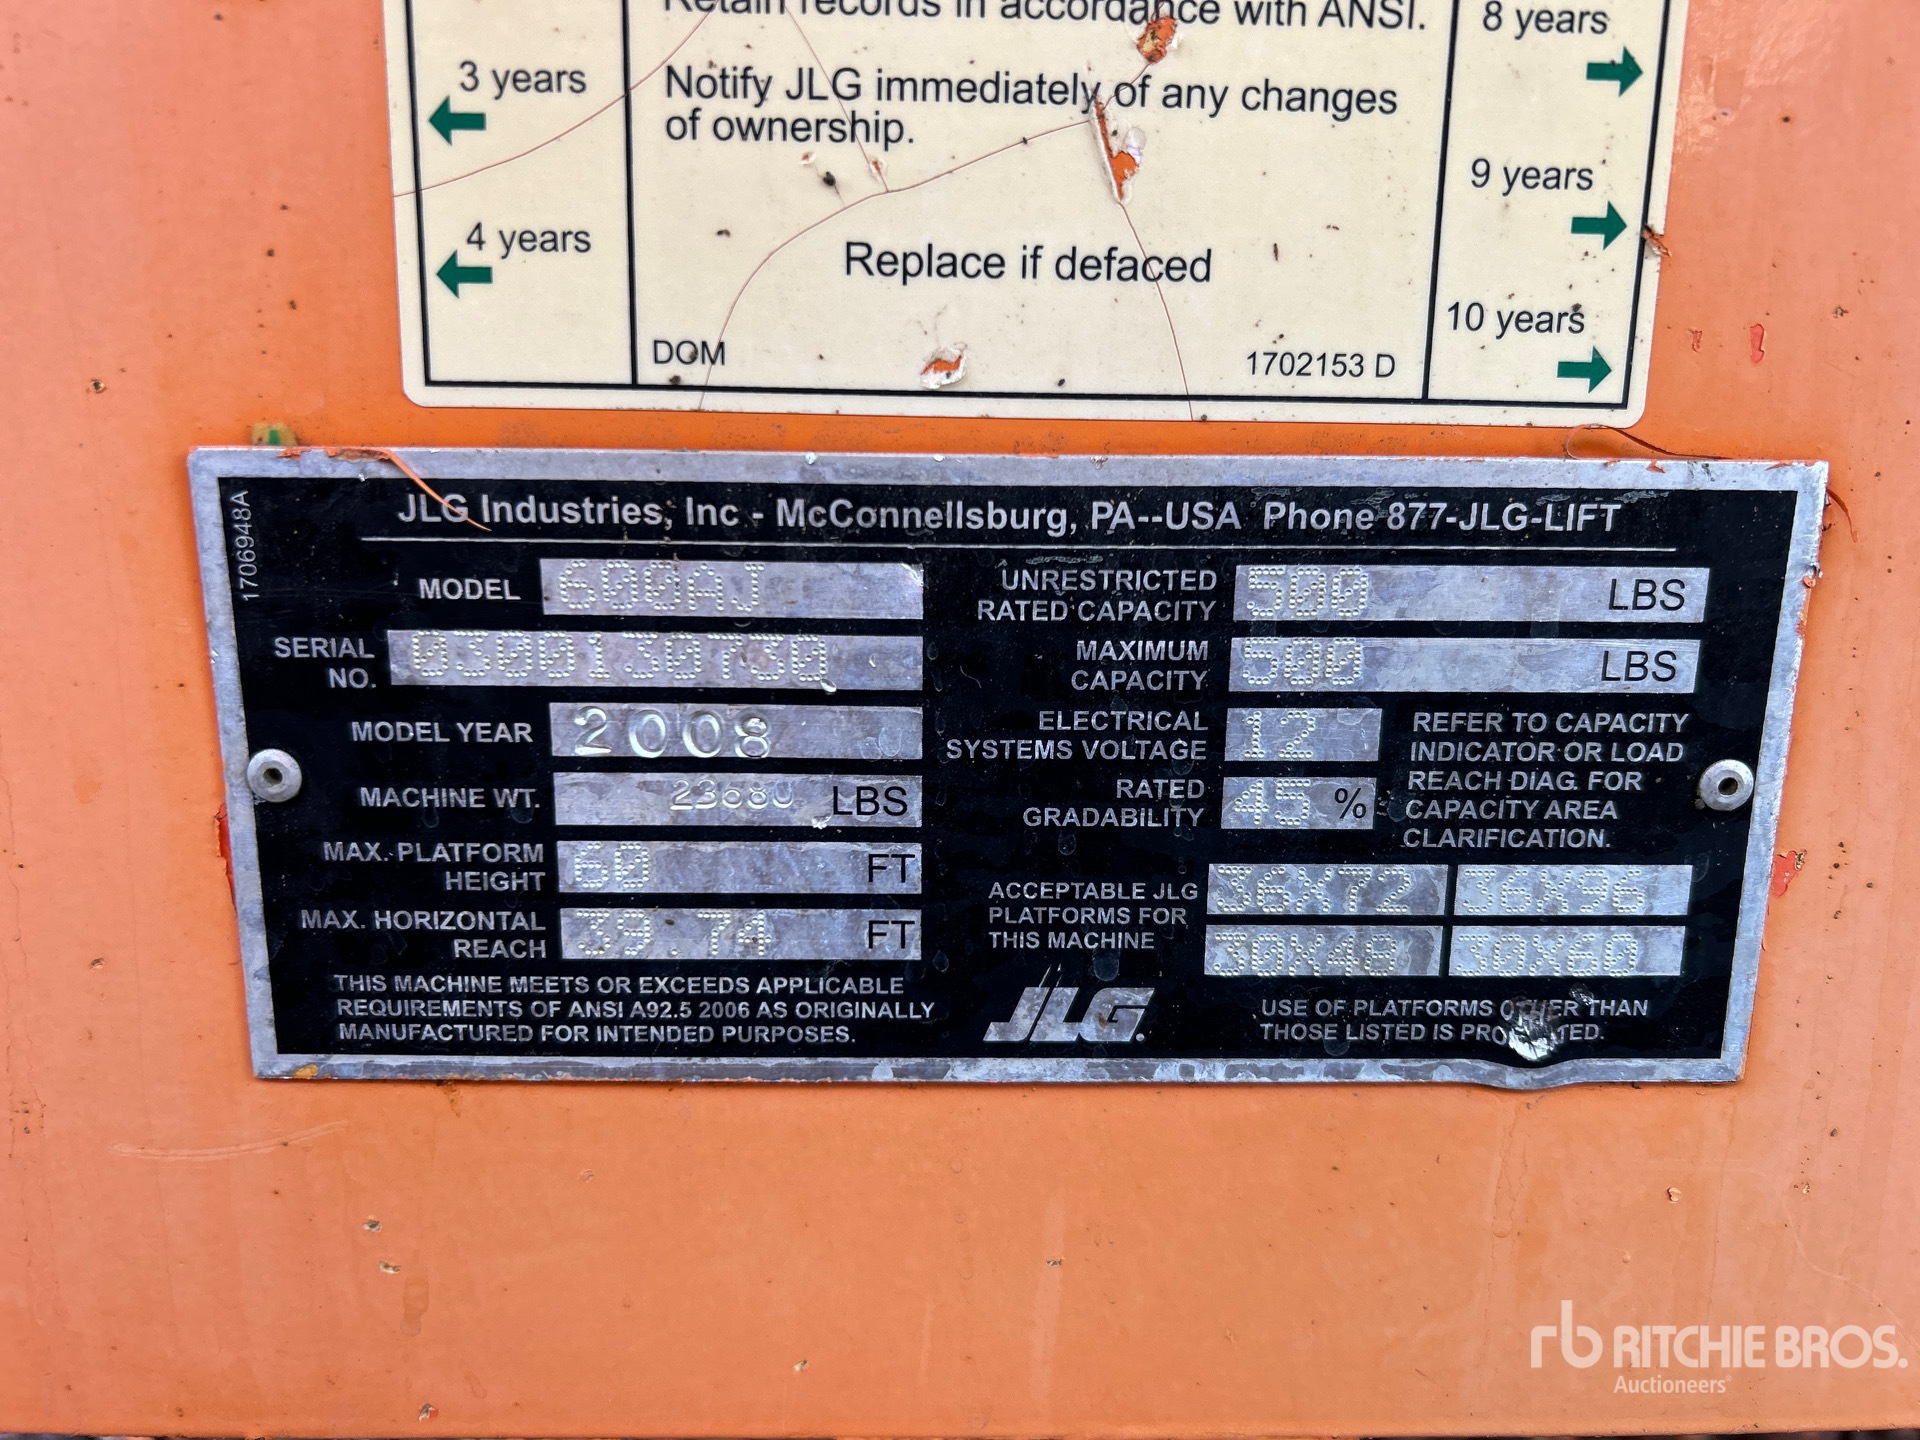 Retain records in accordance with ANSI.
Notify JLG immediately of any changes
of ownership.
Replace if defaced
3 years
4 years
8 years
9 years
10 years
DOM
1702153 D
1706948A
JLG Industries, Inc - McConnellsburg, PA--USA Phone 877-JLG-LIFT
MODEL 600AJ
SERIAL
NO. 0300130730
MODEL YEAR 2008
MACHINE WT. 23680 LBS
MAX. PLATFORM
HEIGHT 60 FT
MAX. HORIZONTAL
REACH 39.74 FT
THIS MACHINE MEETS OR EXCEEDS APPLICABLE
REQUIREMENTS OF ANSI A92.5 2006 AS ORIGINALLY
MANUFACTURED FOR INTENDED PURPOSES.
UNRESTRICTED
RATED CAPACITY 500 LBS
MAXIMUM
CAPACITY 500 LBS
ELECTRICAL
SYSTEMS VOLTAGE 12
RATED
GRADABILITY 45 %
REFER TO CAPACITY
INDICATOR OR LOAD
REACH DIAG. FOR
CAPACITY AREA
CLARIFICATION.
ACCEPTABLE JLG
PLATFORMS FOR
THIS MACHINE
36X72 36X96
30X48 30X60
JLG.
USE OF PLATFORMS OTHER THAN
THOSE LISTED IS PROHIBITED.
rb RITCHIE BROS.
Auctioneers